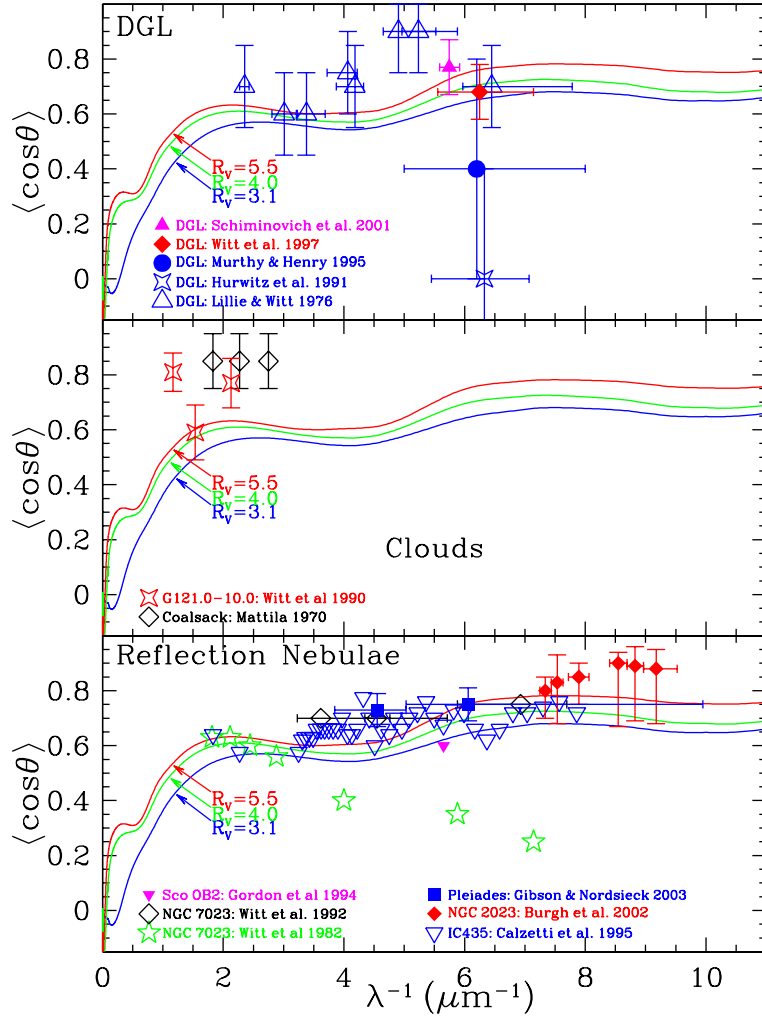 DGL
0.8
0.6
0.4
0.2
0
⟨cosθ⟩
R_V=5.5
R_V=4.0
R_V=3.1
DGL: Schiminovich et al. 2001
DGL: Witt et al. 1997
DGL: Murthy & Henry 1995
DGL: Hurwitz et al. 1991
DGL: Lillie & Witt 1976
0.8
0.6
0.4
0.2
0
⟨cosθ⟩
R_V=5.5
R_V=4.0
R_V=3.1
Clouds
G121.0-10.0: Witt et al 1990
Coalsack: Mattila 1970
Reflection Nebulae
0.8
0.6
0.4
0.2
0
⟨cosθ⟩
R_V=5.5
R_V=4.0
R_V=3.1
Sco OB2: Gordon et al 1994
NGC 7023: Witt et al. 1992
NGC 7023: Witt et al 1982
Pleiades: Gibson & Nordsieck 2003
NGC 2023: Burgh et al. 2002
IC435: Calzetti et al. 1995
0 2 4 6 8 10
λ⁻¹ (μm⁻¹)